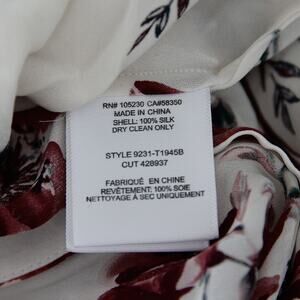 RN# 105230 CA#58350
MADE IN CHINA
SHELL: 100% SILK
DRY CLEAN ONLY
STYLE 9231-T1945B
CUT 428937
FABRIQUÉ EN CHINE
REVÊTEMENT: 100% SOIE
NETTOYAGE À SEC UNIQUEMENT